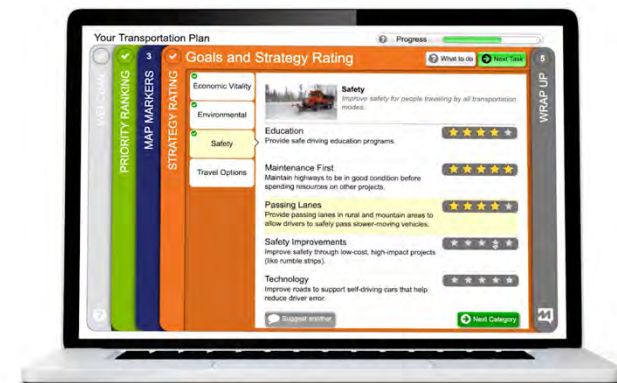 Your Transportation Plan
Progress
PRIORITY RANKING
3
MAP MARKERS
STRATEGY RATING
Goals and Strategy Rating
What to do
Next Task
5
WRAP UP
Economic Vitality
Environmental
Safety
Travel Options
Safety
Improve safety for people traveling by all transportation
modes.
Education
Provide safe driving education programs.
Maintenance First
Maintain highways to be in good condition before
spending resources on other projects.
Passing Lanes
Provide passing lanes in rural and mountain areas to
allow drivers to safely pass slower-moving vehicles.
Safety Improvements
Improve safety through low-cost, high-impact projects
(like rumble strips).
Technology
Improve roads to support self-driving cars that help
reduce driver error.
Suggest another
Next Category